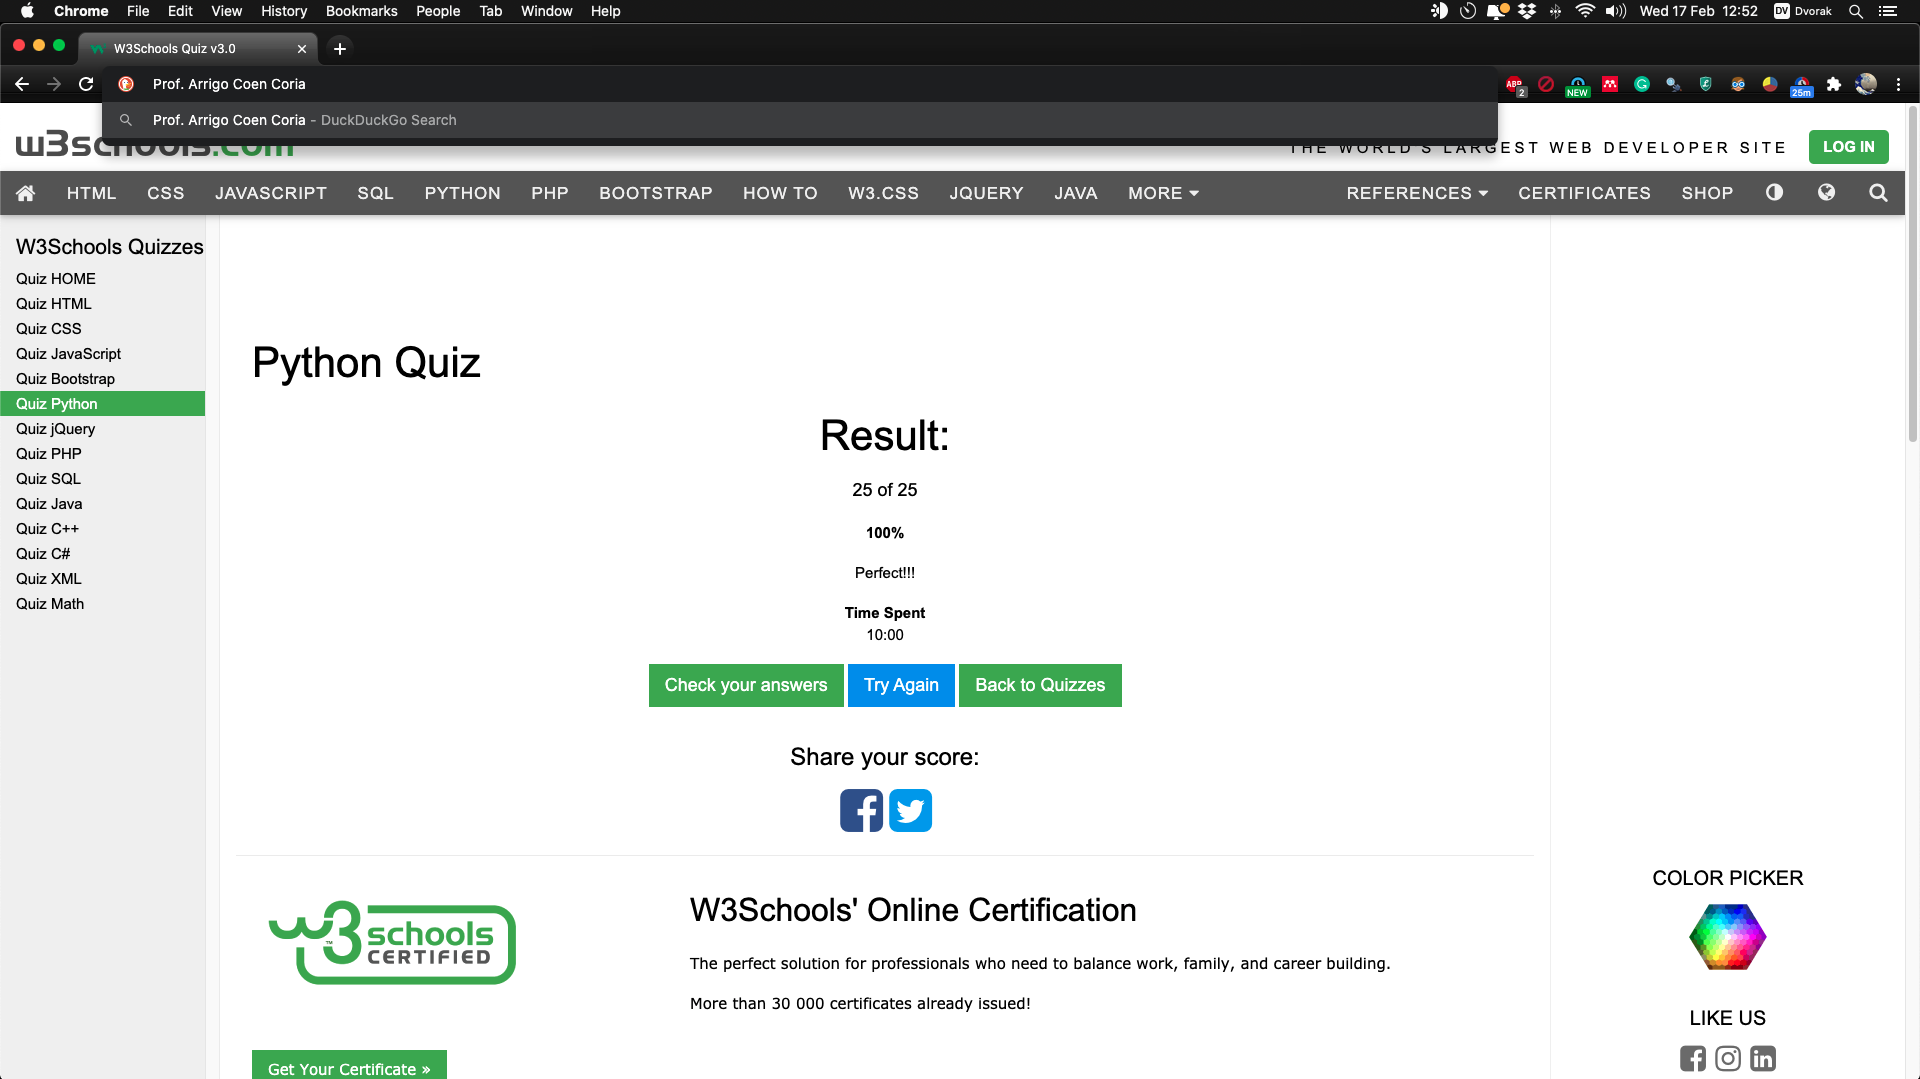 Chrome File Edit View History Bookmarks People Tab Window Help
Wed 17 Feb 12:52 DV Dvorak
W3Schools Quiz v3.0
Prof. Arrigo Coen Coria
ABP 2 NEW 25m
Prof. Arrigo Coen Coria - DuckDuckGo Search
w3schools.com
THE WORLD'S LARGEST WEB DEVELOPER SITE
LOG IN
HTML CSS JAVASCRIPT SQL PYTHON PHP BOOTSTRAP HOW TO W3.CSS JQUERY JAVA MORE REFERENCES CERTIFICATES SHOP
W3Schools Quizzes
Quiz HOME
Quiz HTML
Quiz CSS
Quiz JavaScript
Quiz Bootstrap
Quiz Python
Quiz jQuery
Quiz PHP
Quiz SQL
Quiz Java
Quiz C++
Quiz C#
Quiz XML
Quiz Math
Python Quiz
Result:
25 of 25
100%
Perfect!!!
Time Spent
10:00
Check your answers Try Again Back to Quizzes
Share your score:
w3schools
CERTIFIED
™
W3Schools' Online Certification
The perfect solution for professionals who need to balance work, family, and career building.
More than 30 000 certificates already issued!
Get Your Certificate »
COLOR PICKER
LIKE US